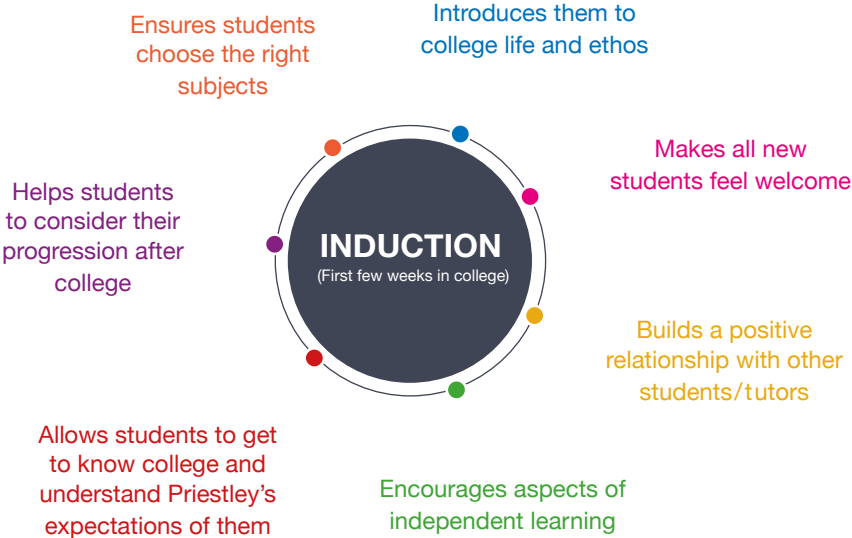 Ensures students
choose the right
subjects
Introduces them to
college life and ethos
Makes all new
students feel welcome
Helps students
to consider their
progression after
college
INDUCTION
(First few weeks in college)
Builds a positive
relationship with other
students/tutors
Allows students to get
to know college and
understand Priestley’s
expectations of them
Encourages aspects of
independent learning